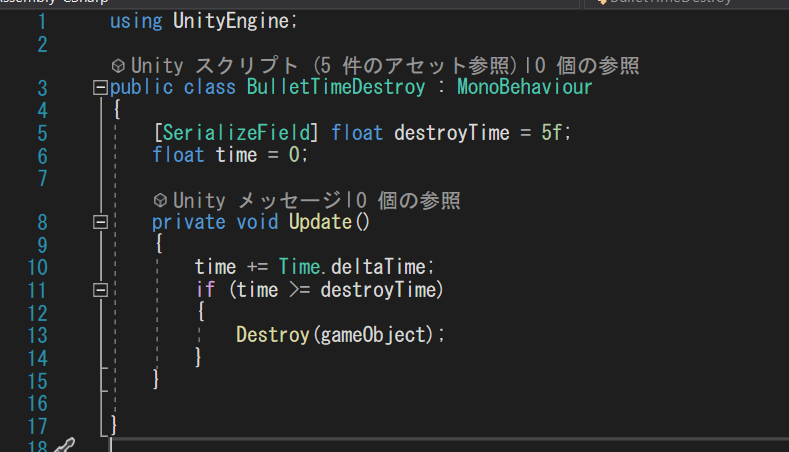 Assembly-CSharp BulletTimeDestroy
1 using UnityEngine;
2
Unity スクリプト (5 件のアセット参照)|0 個の参照
3 public class BulletTimeDestroy : MonoBehaviour
4 {
5 [SerializeField] float destroyTime = 5f;
6 float time = 0;
7
Unity メッセージ|0 個の参照
8 private void Update()
9 {
10 time += Time.deltaTime;
11 if (time >= destroyTime)
12 {
13 Destroy(gameObject);
14 }
15 }
16
17 }
18